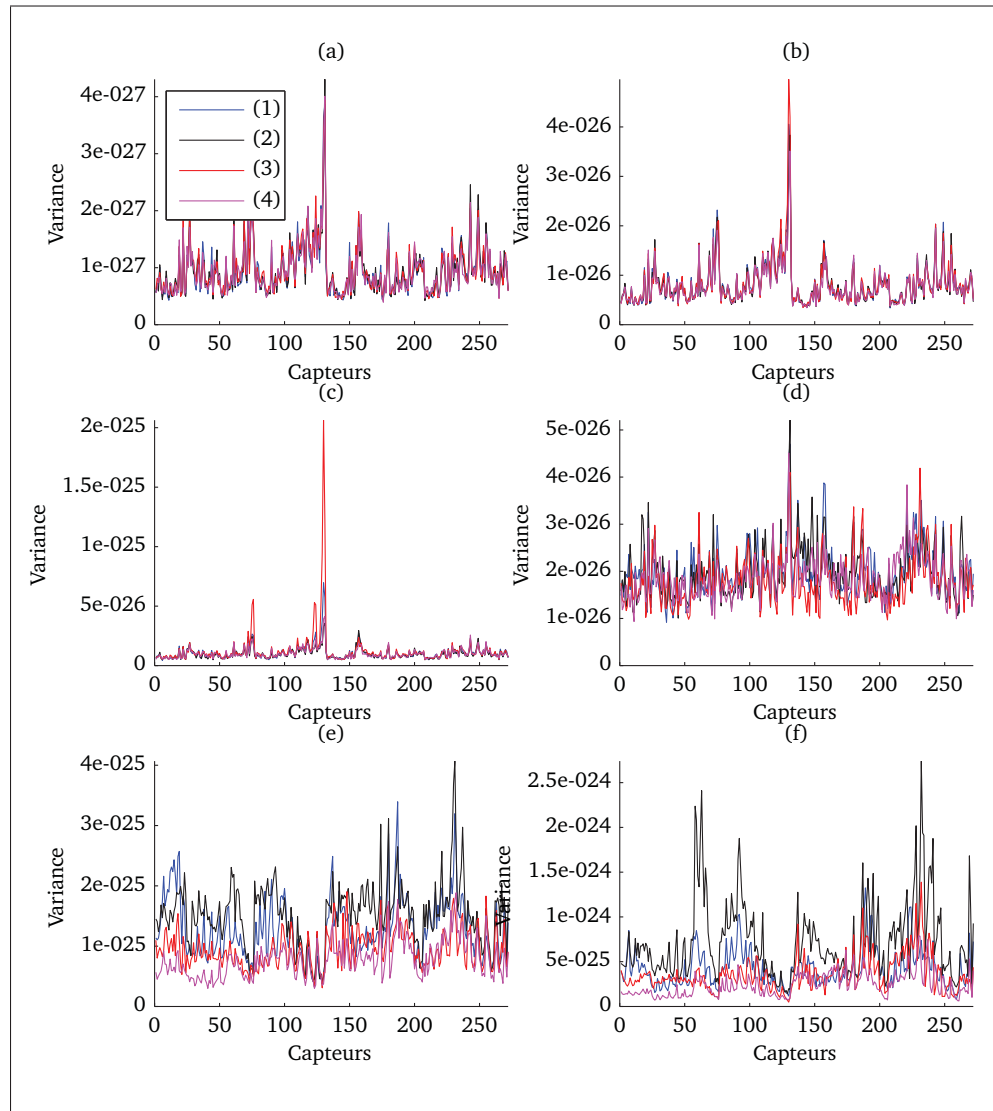 (a)
4e-027
3e-027
2e-027
1e-027
0
Variance
(1)
(2)
(3)
(4)
0 50 100 150 200 250
Capteurs
(b)
4e-026
3e-026
2e-026
1e-026
0
Variance
0 50 100 150 200 250
Capteurs
(c)
2e-025
1.5e-025
1e-025
5e-026
0
Variance
0 50 100 150 200 250
Capteurs
(d)
5e-026
4e-026
3e-026
2e-026
1e-026
0
Variance
0 50 100 150 200 250
Capteurs
(e)
4e-025
3e-025
2e-025
1e-025
0
Variance
0 50 100 150 200 250
Capteurs
(f)
2.5e-024
2e-024
1.5e-024
1e-024
5e-025
0
Variance
0 50 100 150 200 250
Capteurs